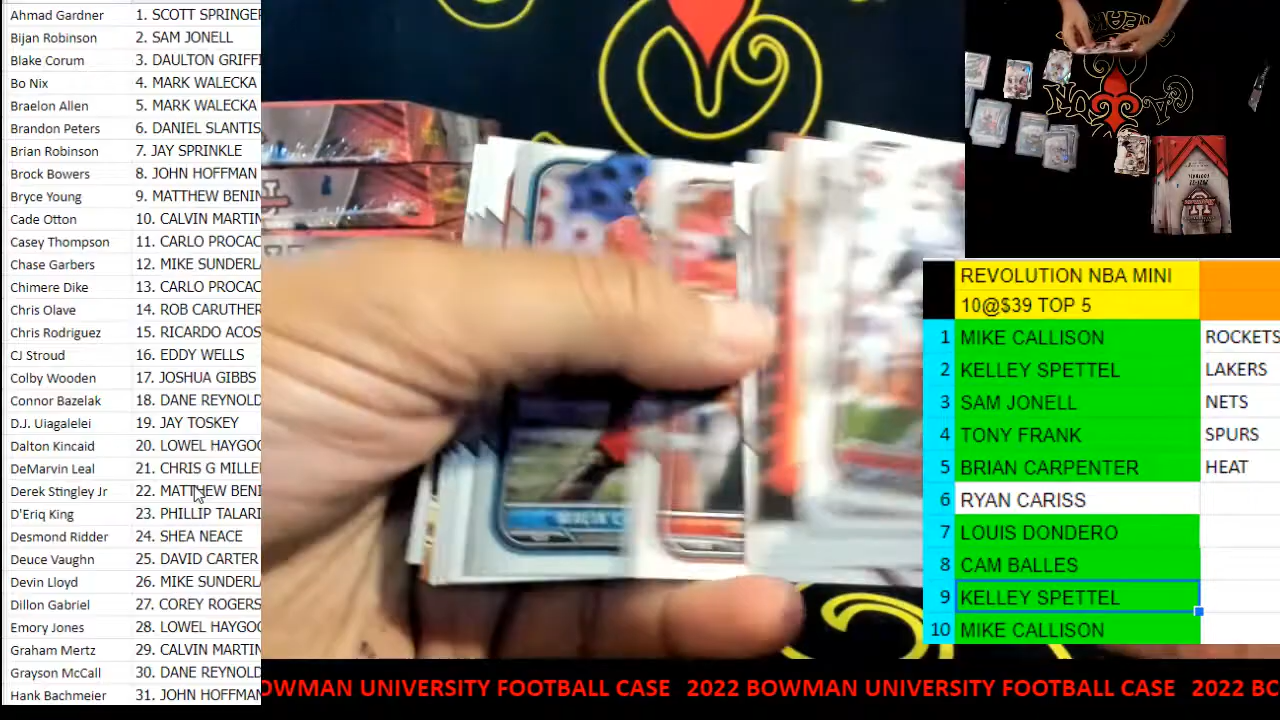 Ahmad Gardner 1. SCOTT SPRINGER
Bijan Robinson 2. SAM JONELL
Blake Corum 3. DAULTON GRIFFI
Bo Nix 4. MARK WALECKA
Braelon Allen 5. MARK WALECKA
Brandon Peters 6. DANIEL SLANTIS
Brian Robinson 7. JAY SPRINKLE
Brock Bowers 8. JOHN HOFFMAN
Bryce Young 9. MATTHEW BENIN
Cade Otton 10. CALVIN MARTIN
Casey Thompson 11. CARLO PROCAC
Chase Garbers 12. MIKE SUNDERL
Chimere Dike 13. CARLO PROCAC
Chris Olave 14. ROB CARUTHER
Chris Rodriguez 15. RICARDO ACOS
CJ Stroud 16. EDDY WELLS
Colby Wooden 17. JOSHUA GIBBS
Connor Bazelak 18. DANE REYNOLD
D.J. Uiagalelei 19. JAY TOSKEY
Dalton Kincaid 20. LOWEL HAYGOO
DeMarvin Leal 21. CHRIS G MILLE
Derek Stingley Jr 22. MATTHEW BENI
D'Eriq King 23. PHILLIP TALARI
Desmond Ridder 24. SHEA NEACE
Deuce Vaughn 25. DAVID CARTER
Devin Lloyd 26. MIKE SUNDERLA
Dillon Gabriel 27. COREY ROGERS
Emory Jones 28. LOWEL HAYGOO
Graham Mertz 29. CALVIN MARTIN
Grayson McCall 30. DANE REYNOLD
Hank Bachmeier 31. JOHN HOFFMAN
REVOLUTION NBA MINI
10@$39 TOP 5
1 MIKE CALLISON ROCKETS
2 KELLEY SPETTEL LAKERS
3 SAM JONELL NETS
4 TONY FRANK SPURS
5 BRIAN CARPENTER HEAT
6 RYAN CARISS
7 LOUIS DONDERO
8 CAM BALLES
9 KELLEY SPETTEL
10 MIKE CALLISON
OWMAN UNIVERSITY FOOTBALL CASE 2022 BOWMAN UNIVERSITY FOOTBALL CASE 2022 BO